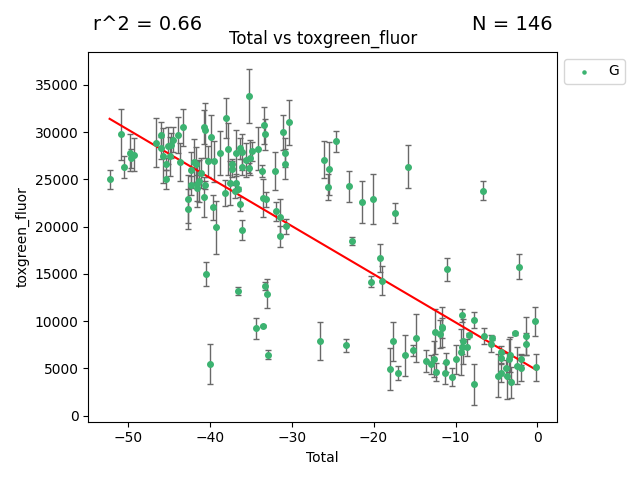 r^2 = 0.66
N = 146
Total vs toxgreen_fluor
G
35000
30000
25000
20000
15000
10000
5000
0
toxgreen_fluor
−50
−40
−30
−20
−10
0
Total